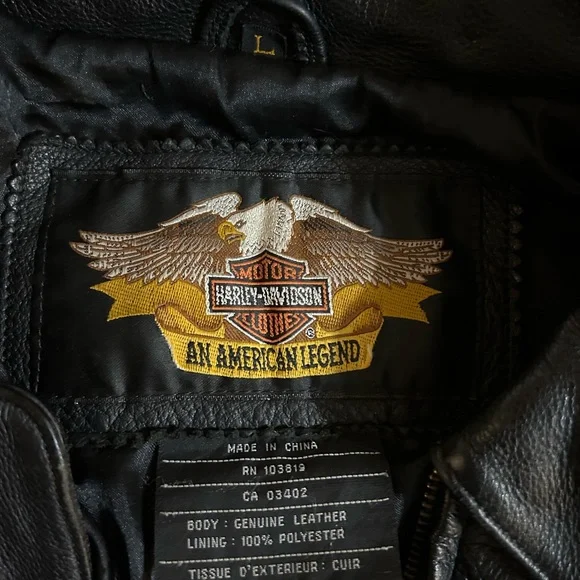 L
MOTOR
HARLEY-DAVIDSON
CLOTHES
®
AN AMERICAN LEGEND
MADE IN CHINA
RN 103819
CA 03402
BODY : GENUINE LEATHER
LINING : 100% POLYESTER
TISSUE D'EXTERIEUR : CUIR